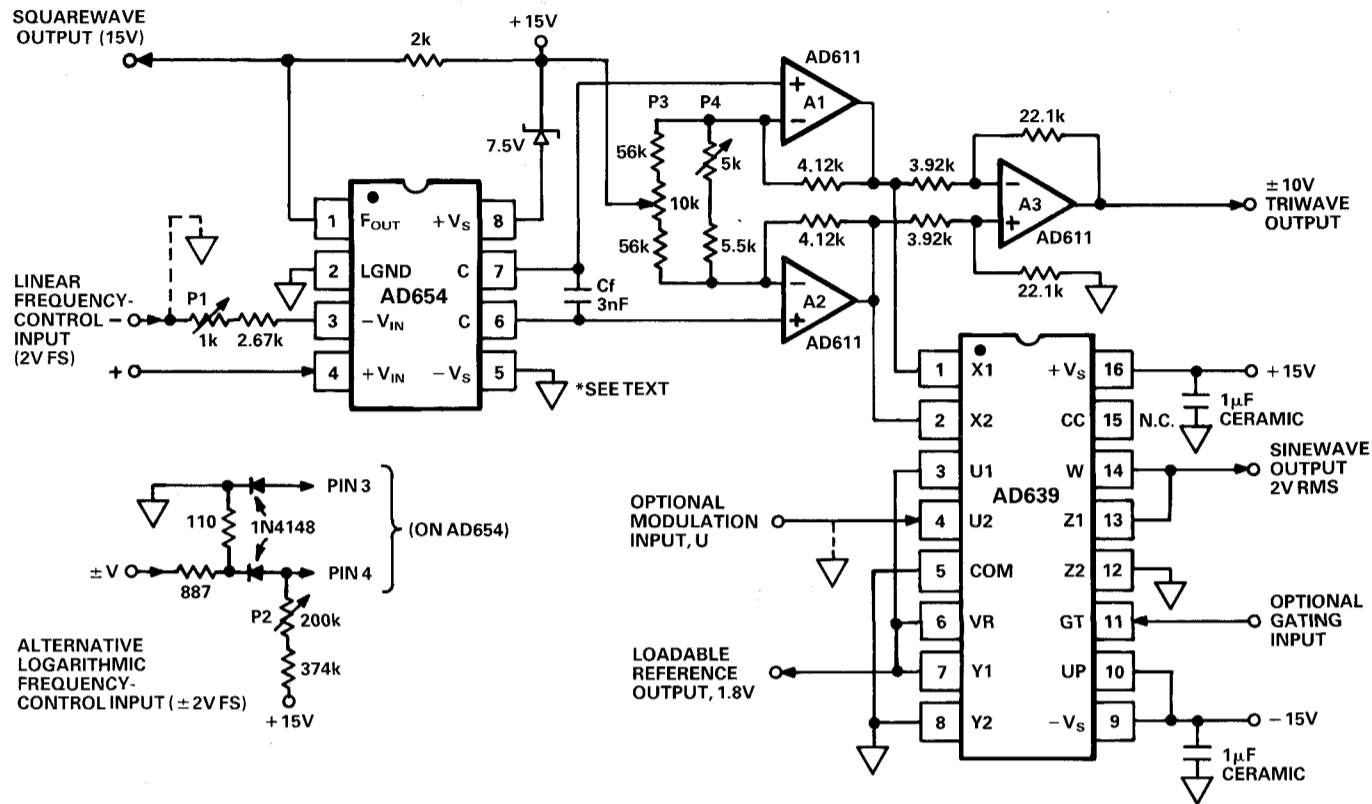 SQUAREWAVE
OUTPUT (15V)
2k
+15V
7.5V
AD611
A1
+
−
P3
P4
56k
10k
56k
5k
5.5k
4.12k
4.12k
3.92k
3.92k
22.1k
−
A3
+
AD611
22.1k
±10V
TRIWAVE
OUTPUT
−
A2
+
AD611
1
FOUT
+VS
8
2
LGND
C
7
AD654
3
−VIN
C
6
4
+VIN
−VS
5
Cf
3nF
*SEE TEXT
LINEAR
FREQUENCY-
CONTROL
INPUT
(2V FS)
−
+
P1
1k
2.67k
PIN 3
110
1N4148
(ON AD654)
±V
887
PIN 4
P2
200k
374k
+15V
ALTERNATIVE
LOGARITHMIC
FREQUENCY-
CONTROL INPUT (±2V FS)
OPTIONAL
MODULATION
INPUT, U
LOADABLE
REFERENCE
OUTPUT, 1.8V
AD639
1
X1
+VS
16
2
X2
CC
15
N.C.
3
U1
W
14
4
U2
Z1
13
5
COM
Z2
12
6
VR
GT
11
7
Y1
UP
10
8
Y2
−VS
9
+15V
1µF
CERAMIC
SINEWAVE
OUTPUT
2V RMS
OPTIONAL
GATING
INPUT
−15V
1µF
CERAMIC